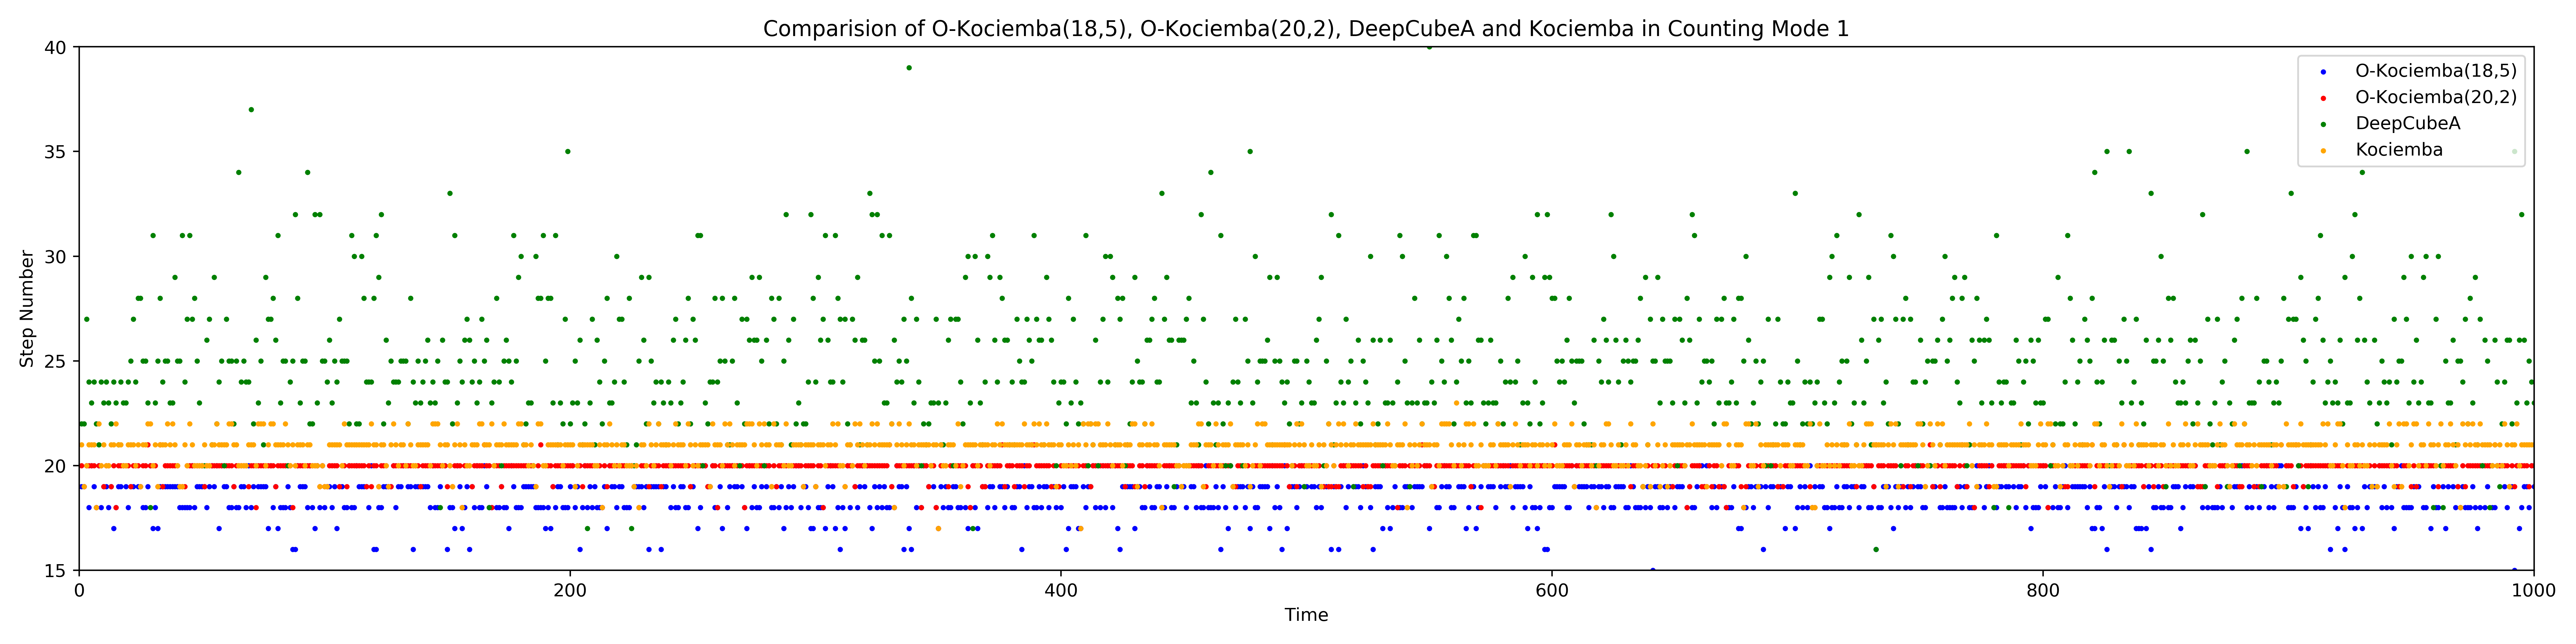 Comparision of O-Kociemba(18,5), O-Kociemba(20,2), DeepCubeA and Kociemba in Counting Mode 1
40
35
30
25
20
15
Step Number
O-Kociemba(18,5)
O-Kociemba(20,2)
DeepCubeA
Kociemba
0 200 400 600 800 1000
Time